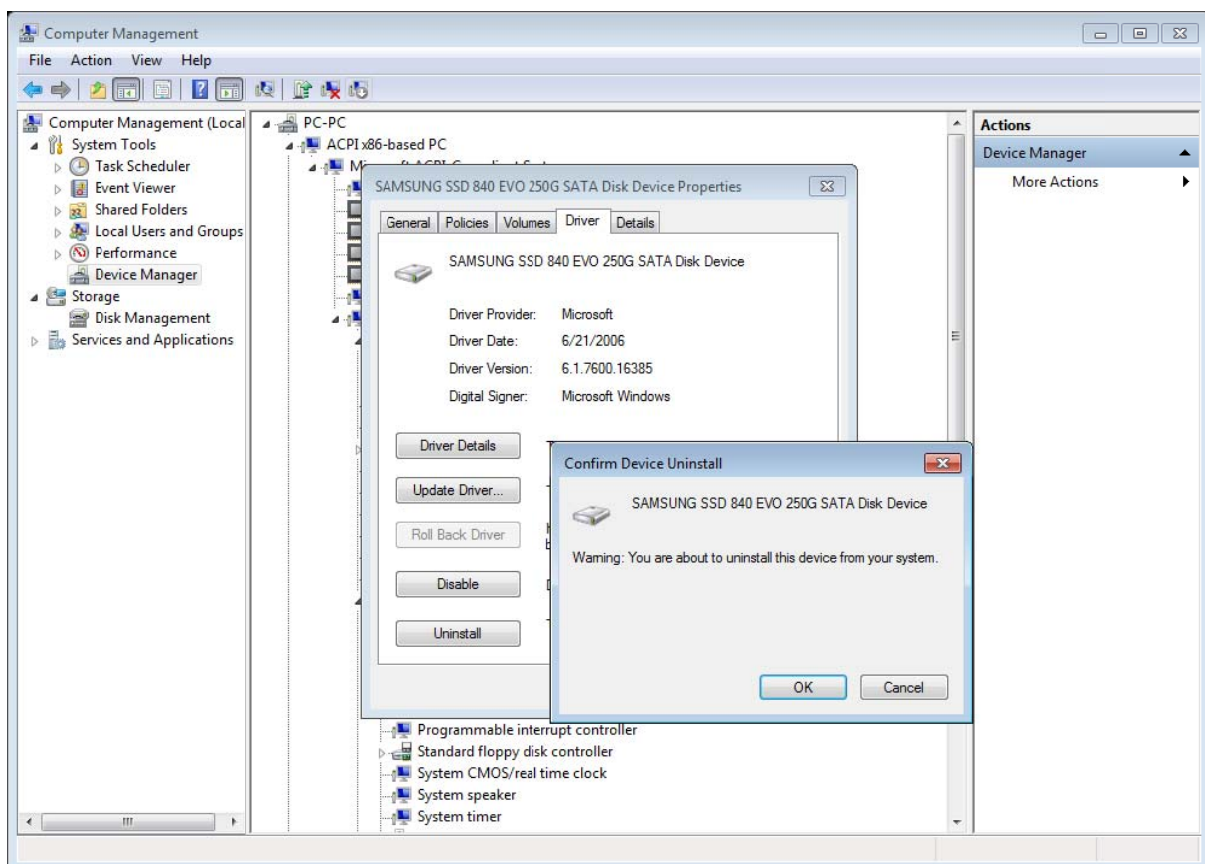 Computer Management
File Action View Help
Computer Management (Local
System Tools
Task Scheduler
Event Viewer
Shared Folders
Local Users and Groups
Performance
Device Manager
Storage
Disk Management
Services and Applications
PC-PC
ACPI x86-based PC
SAMSUNG SSD 840 EVO 250G SATA Disk Device Properties
General Policies Volumes Driver Details
SAMSUNG SSD 840 EVO 250G SATA Disk Device
Driver Provider: Microsoft
Driver Date: 6/21/2006
Driver Version: 6.1.7600.16385
Digital Signer: Microsoft Windows
Driver Details
Update Driver...
Roll Back Driver
Disable
Uninstall
Confirm Device Uninstall
SAMSUNG SSD 840 EVO 250G SATA Disk Device
Warning: You are about to uninstall this device from your system.
OK Cancel
Programmable interrupt controller
Standard floppy disk controller
System CMOS/real time clock
System speaker
System timer
Actions
Device Manager
More Actions